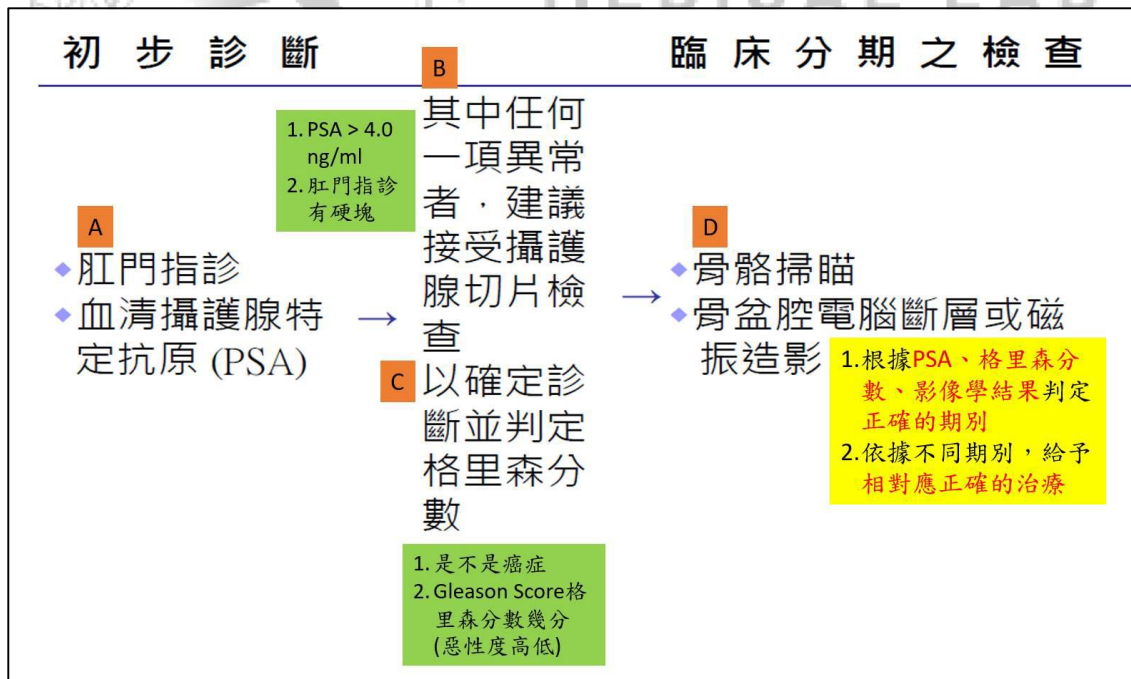 MEDICAL LAB
初步診斷
臨床分期之檢查
A
◆肛門指診
◆血清攝護腺特
定抗原 (PSA)
→
1. PSA > 4.0
ng/ml
2. 肛門指診
有硬塊
B
其中任何
一項異常
者，建議
接受攝護
腺切片檢
查
C
以確定診
斷並判定
格里森分
數
1. 是不是癌症
2. Gleason Score格
里森分數幾分
(惡性度高低)
→
D
◆骨骼掃瞄
◆骨盆腔電腦斷層或磁
振造影
1.根據PSA、格里森分
數、影像學結果判定
正確的期別
2.依據不同期別，給予
相對應正確的治療